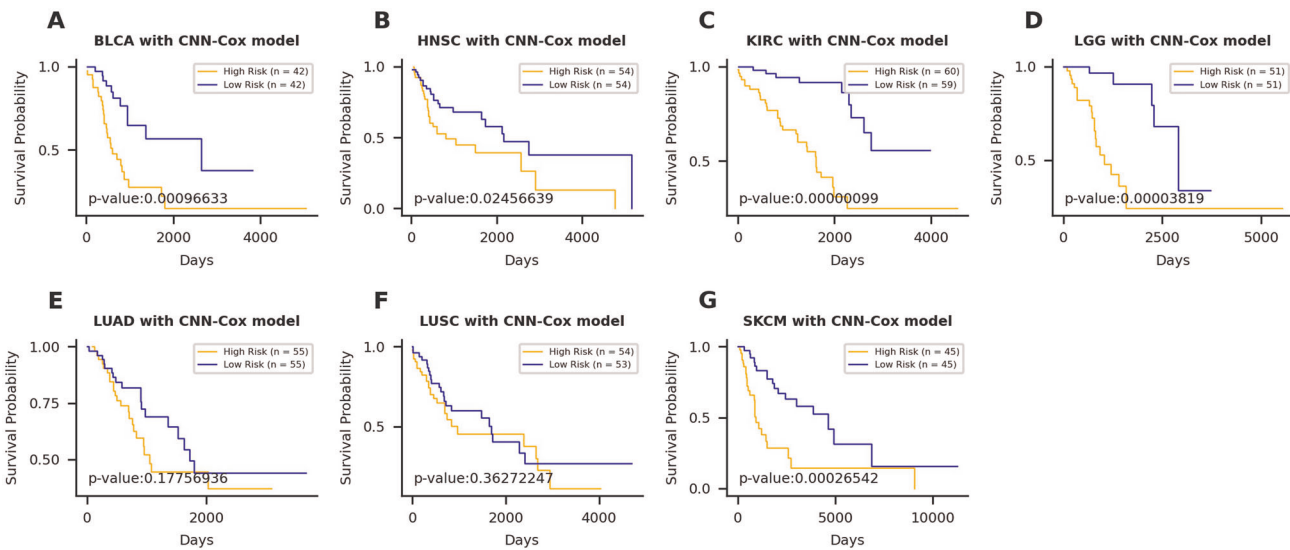 A
BLCA with CNN-Cox model
High Risk (n = 42)
Low Risk (n = 42)
Survival Probability
1.0
0.5
p-value:0.00096633
0
2000
4000
Days
B
HNSC with CNN-Cox model
High Risk (n = 54)
Low Risk (n = 54)
Survival Probability
1.0
0.5
0.0
p-value:0.02456639
0
2000
4000
Days
C
KIRC with CNN-Cox model
High Risk (n = 60)
Low Risk (n = 59)
Survival Probability
1.0
0.5
p-value:0.00000099
0
2000
4000
Days
D
LGG with CNN-Cox model
High Risk (n = 51)
Low Risk (n = 51)
Survival Probability
1.0
0.5
p-value:0.00003819
0
2500
5000
Days
E
LUAD with CNN-Cox model
High Risk (n = 55)
Low Risk (n = 55)
Survival Probability
1.00
0.75
0.50
p-value:0.17756936
0
2000
Days
F
LUSC with CNN-Cox model
High Risk (n = 54)
Low Risk (n = 53)
Survival Probability
1.0
0.5
p-value:0.36272247
0
2000
4000
Days
G
SKCM with CNN-Cox model
High Risk (n = 45)
Low Risk (n = 45)
Survival Probability
1.0
0.5
0.0
p-value:0.00026542
0
5000
10000
Days